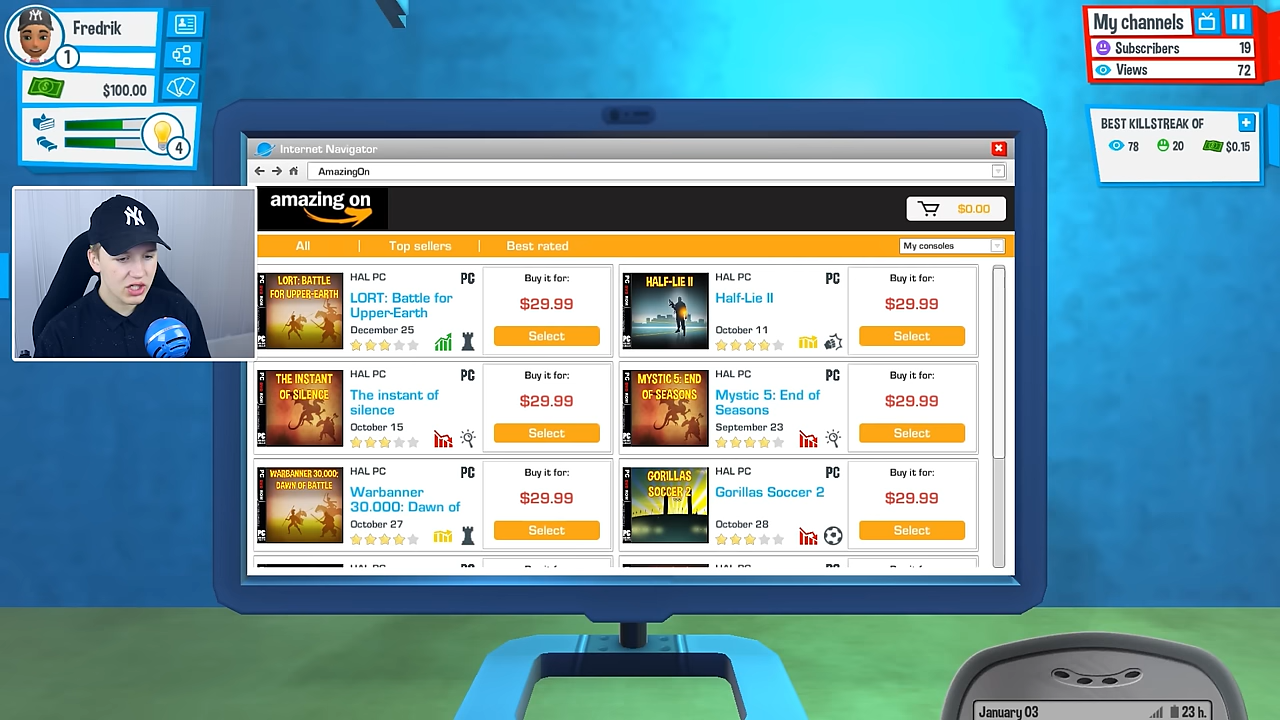 Fredrik
1
$100.00
4
My channels
Subscribers 19
Views 72
BEST KILLSTREAK OF
78 20 $0.15
Internet Navigator
AmazingOn
amazing on
$0.00
All | Top sellers | Best rated
My consoles
LORT: BATTLE
FOR UPPER-EARTH
HAL PC PC
LORT: Battle for
Upper-Earth
December 25
Buy it for:
$29.99
Select
HALF-LIE II
HAL PC PC
Half-Lie II
October 11
Buy it for:
$29.99
Select
THE INSTANT
OF SILENCE
HAL PC PC
The instant of
silence
October 15
Buy it for:
$29.99
Select
MYSTIC 5: END
OF SEASONS
HAL PC PC
Mystic 5: End of
Seasons
September 23
Buy it for:
$29.99
Select
WARBANNER 30.000:
DAWN OF BATTLE
HAL PC PC
Warbanner
30.000: Dawn of
October 27
Buy it for:
$29.99
Select
GORILLAS
SOCCER 2
HAL PC PC
Gorillas Soccer 2
October 28
Buy it for:
$29.99
Select
January 03 23 h.